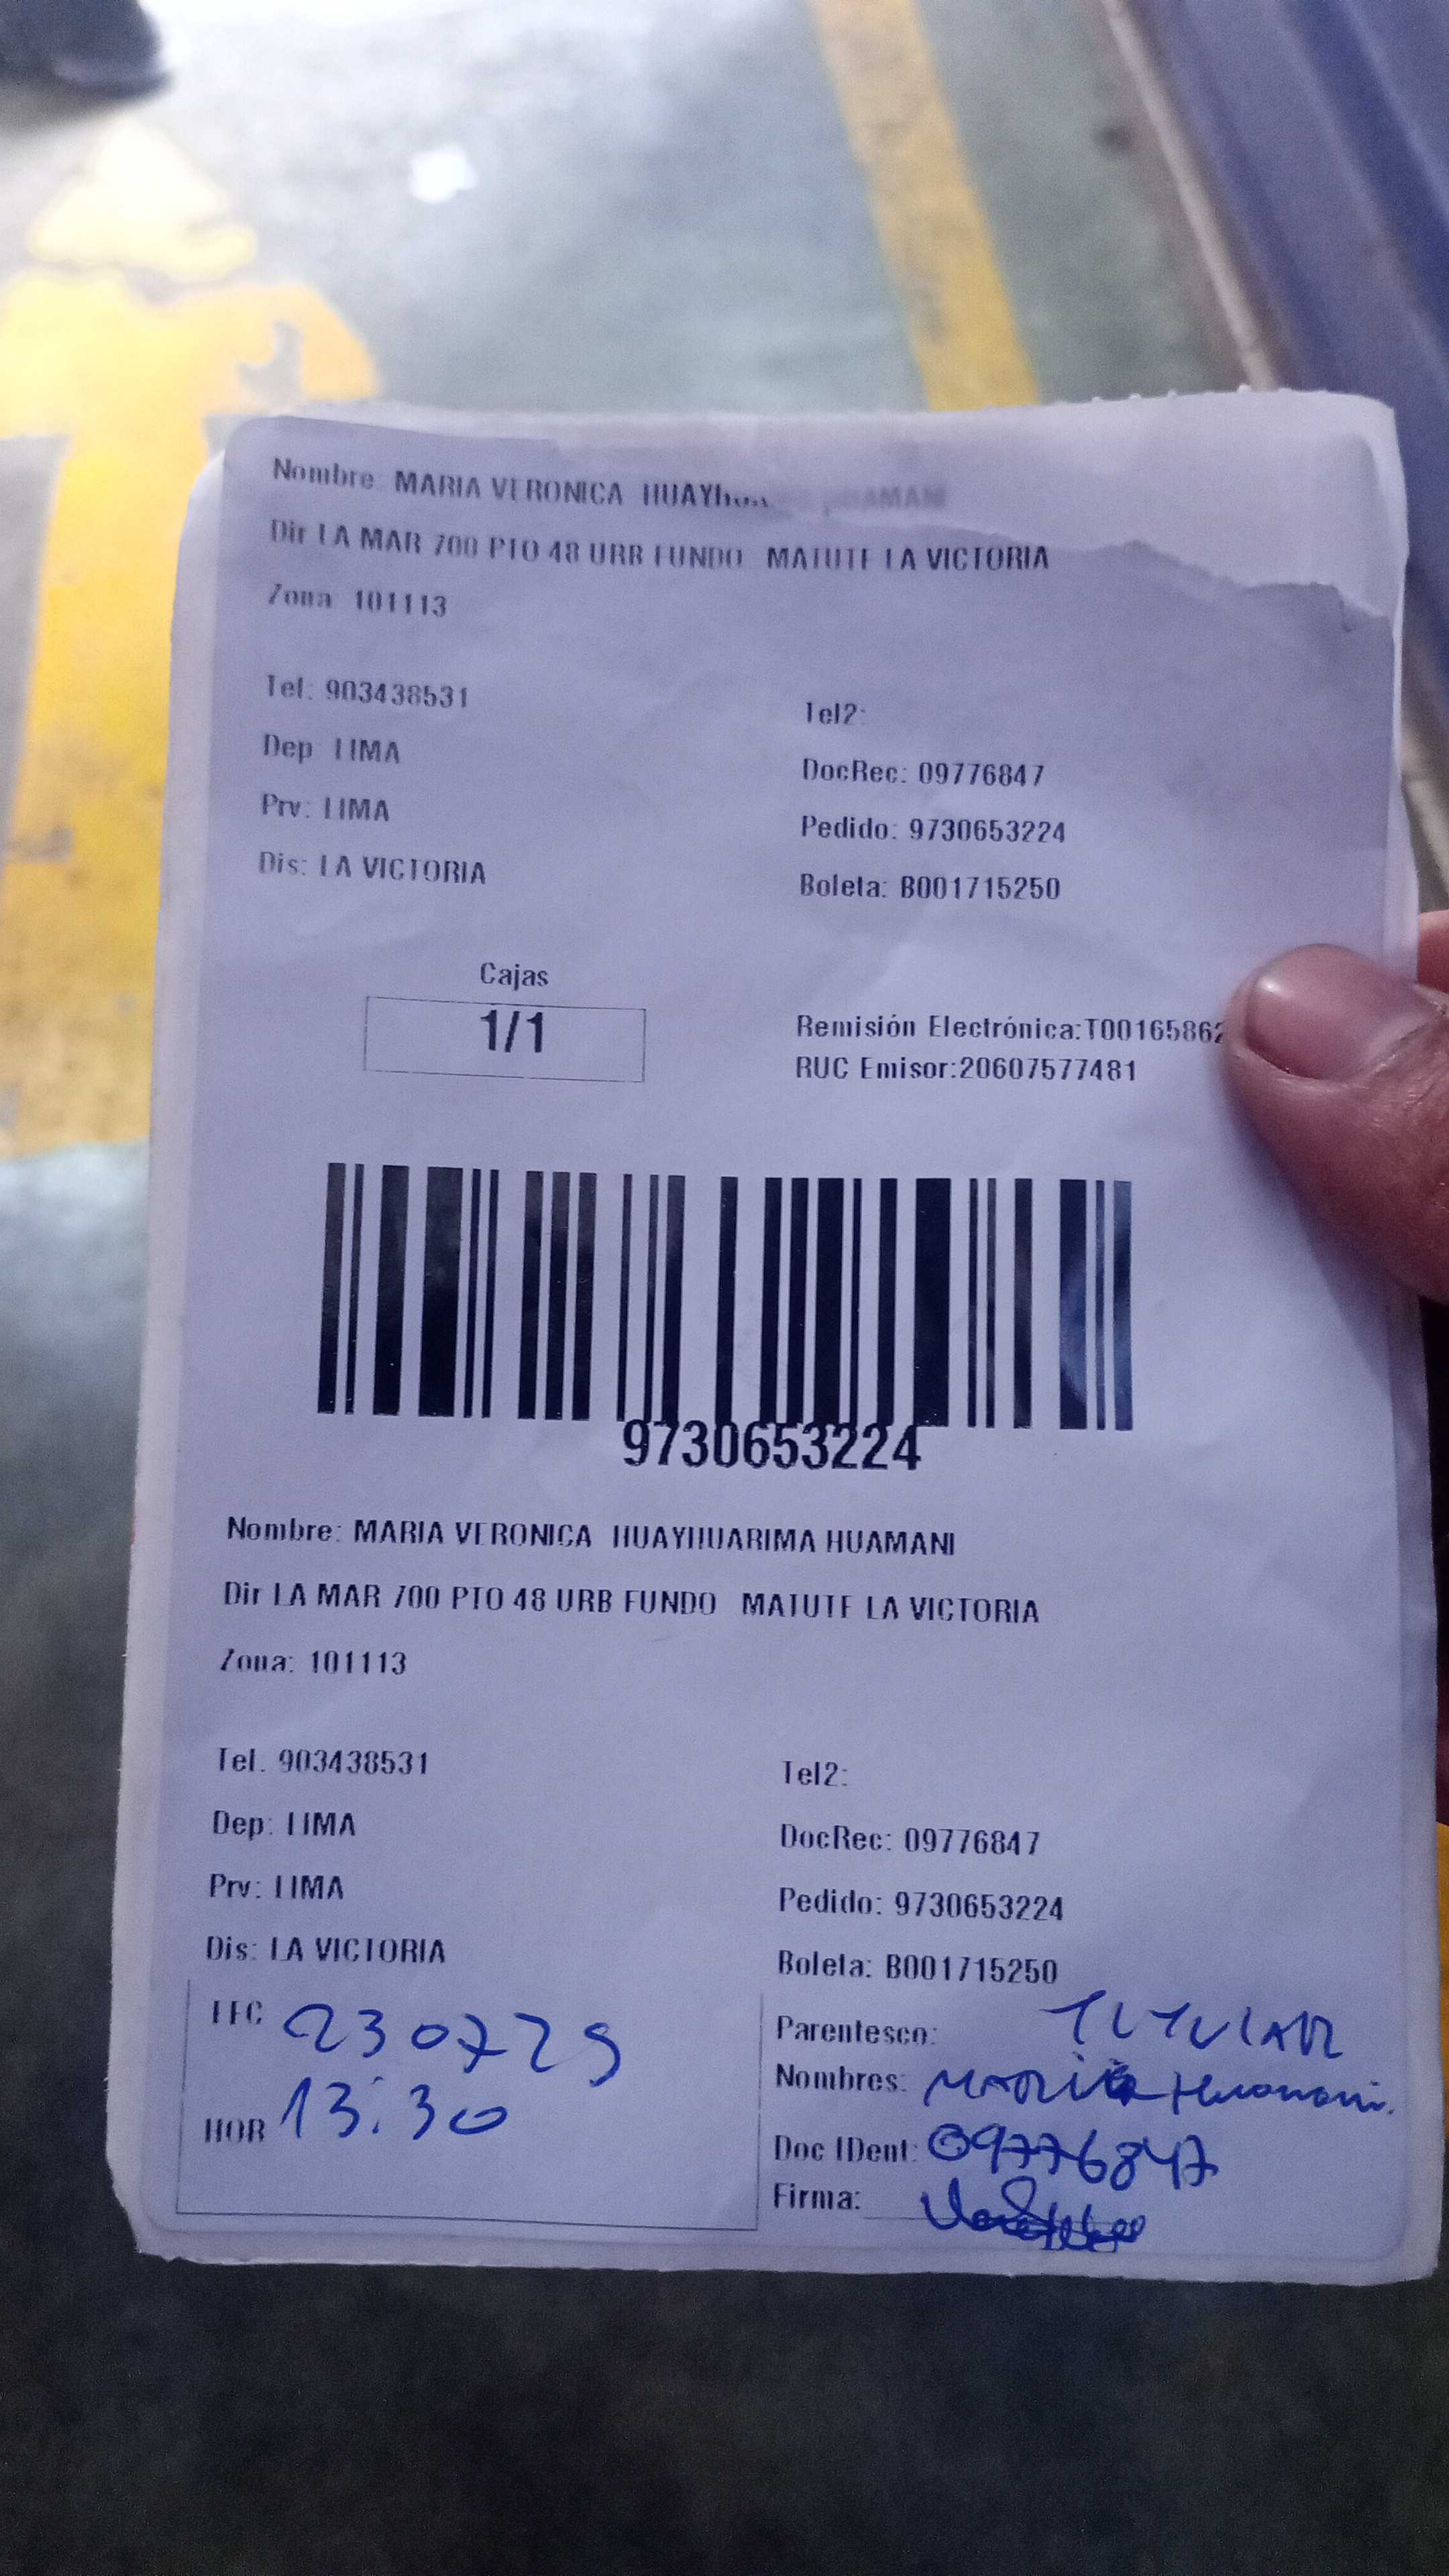 Nombre: MARIA VERONICA HUAYHU HUAMANI
Dir LA MAR 700 PTO 48 URB FUNDO MATUTE LA VICTORIA
Zona: 101113
Tel: 903438531
Tel2:
Dep LIMA
DocRec: 09776847
Prv: LIMA
Pedido: 9730653224
Dis: LA VICTORIA
Boleta: B001715250
Cajas
1/1
Remisión Electrónica:T00165862
RUC Emisor:20607577481
9730653224
Nombre: MARIA VERONICA HUAYHUARIMA HUAMANI
Dir LA MAR 700 PTO 48 URB FUNDO MATUTE LA VICTORIA
Zona: 101113
Tel. 903438531
Tel2:
Dep: LIMA
DocRec: 09776847
Prv: LIMA
Pedido: 9730653224
Dis: LA VICTORIA
Boleta: B001715250
FEC 230725
Parentesco: TITULAR
Nombres: MARIA Huamani.
HOR 13:30
Doc IDent: 09776847
Firma: